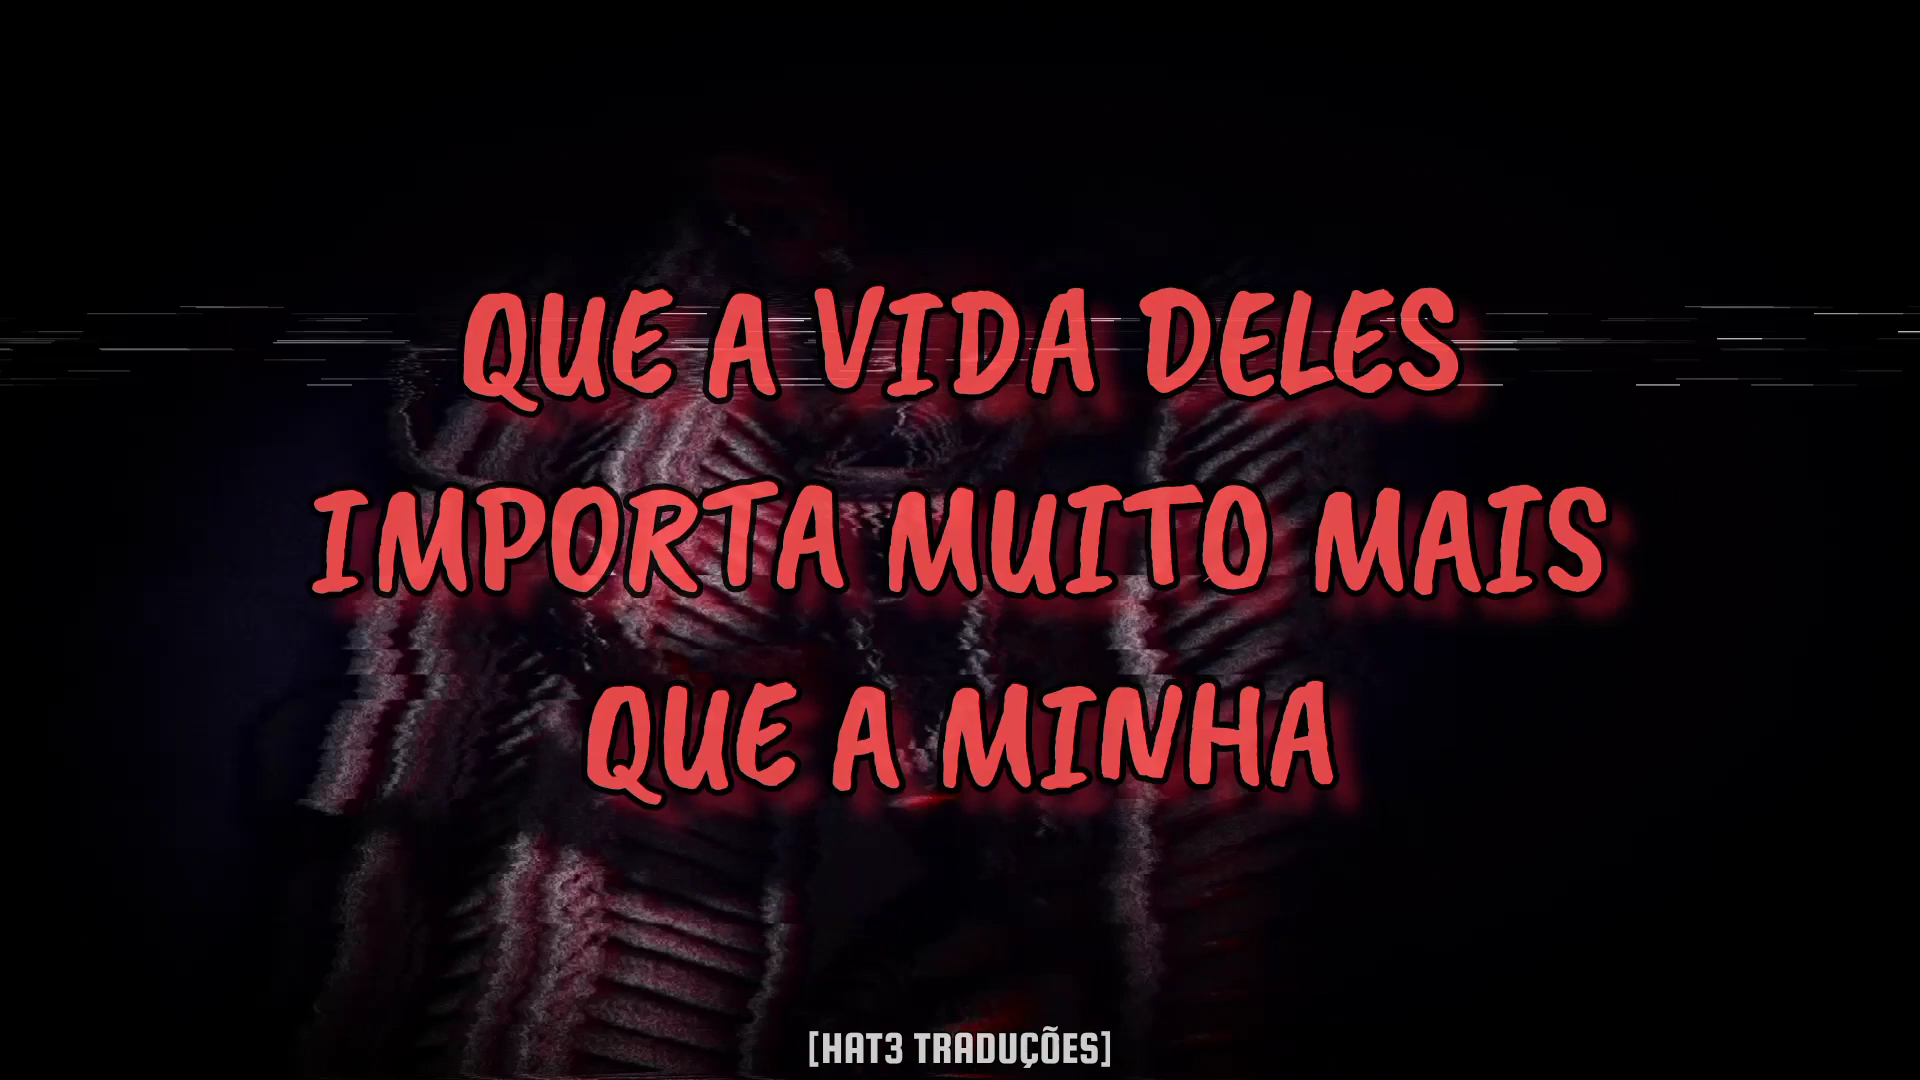 QUE A VIDA DELES
IMPORTA MUITO MAIS
QUE A MINHA
[HAT3 TRADUÇÕES]